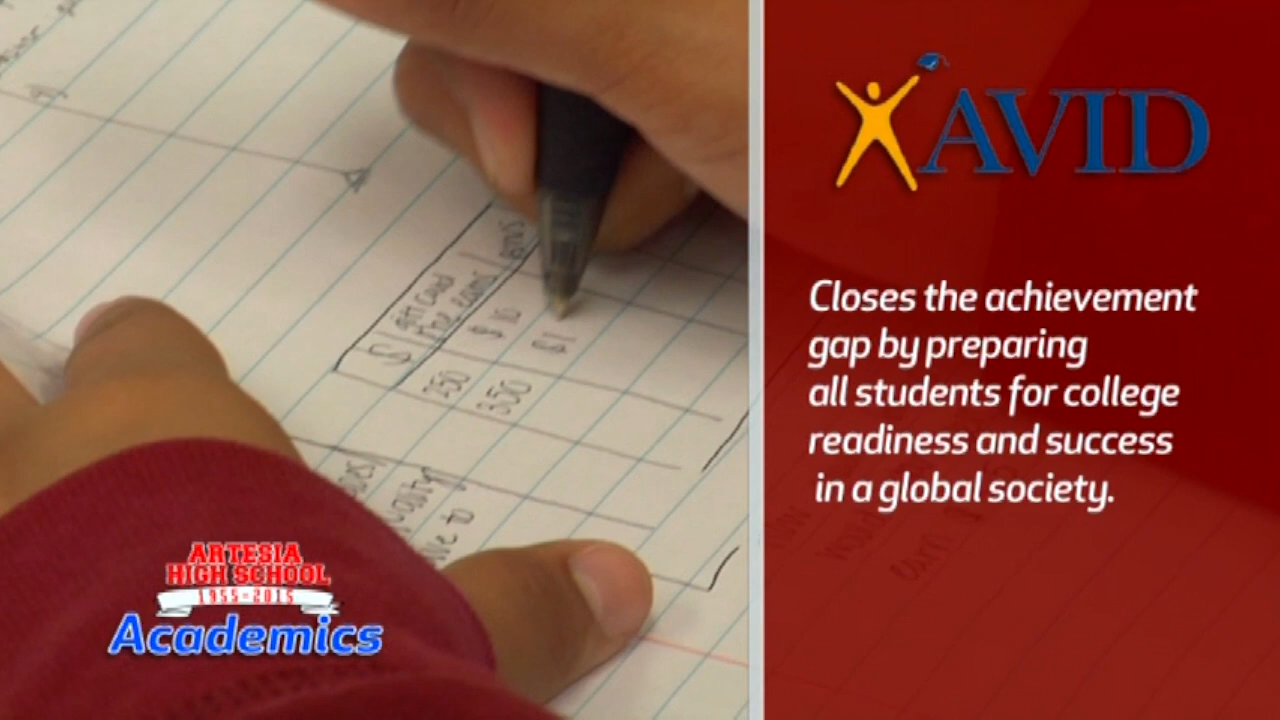 gift card
$ 10
250
$1
350
ARTESIA
HIGH SCHOOL
1955-2015
Academics
AVID
Closes the achievement
gap by preparing
all students for college
readiness and success
in a global society.